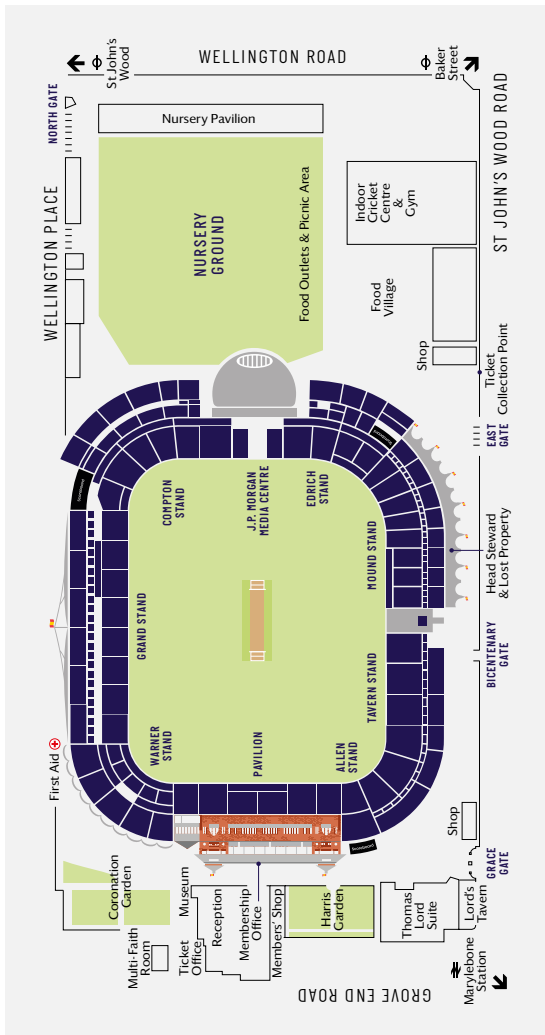 WELLINGTON ROAD
St John's
Wood
Baker
Street
NORTH GATE
WELLINGTON PLACE
ST JOHN'S WOOD ROAD
Nursery Pavilion
NURSERY
GROUND
Food Outlets & Picnic Area
Indoor
Cricket
Centre
&
Gym
Food
Village
Shop
Ticket
Collection Point
EAST
GATE
Scoreboard
Scoreboard
COMPTON
STAND
J.P. MORGAN
MEDIA CENTRE
EDRICH
STAND
MOUND STAND
Head Steward
& Lost Property
GRAND STAND
BICENTENARY
GATE
TAVERN STAND
WARNER
STAND
PAVILION
ALLEN
STAND
First Aid
Scoreboard
Shop
GRACE
GATE
Coronation
Garden
Museum
Multi-Faith
Room
Ticket
Office
Reception
Membership
Office
Members' Shop
Harris
Garden
Thomas
Lord
Suite
Lord's
Tavern
Marylebone
Station
GROVE END ROAD